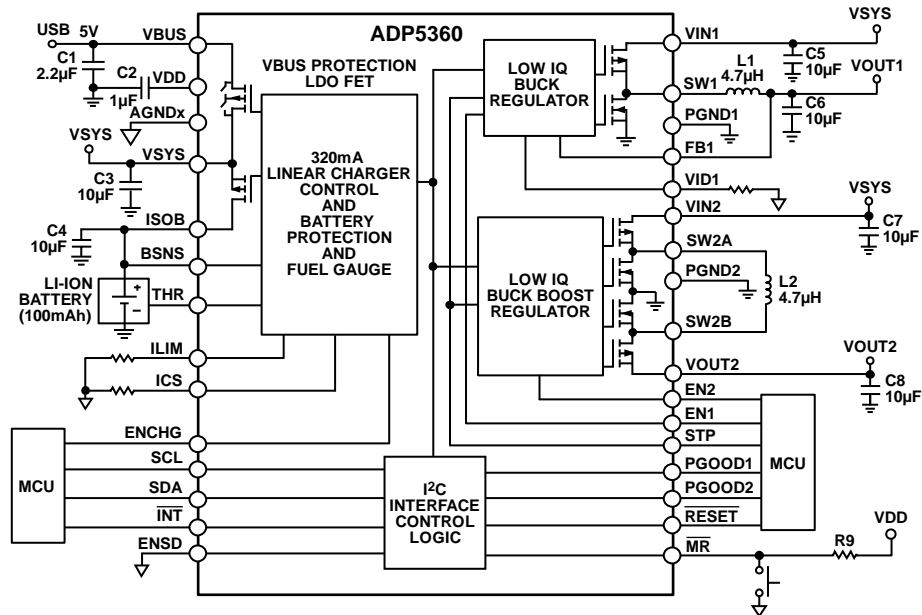 ADP5360
USB 5V
VBUS
C1
2.2µF
C2
1µF
VDD
AGNDx
VSYS
VSYS
C3
10µF
C4
10µF
ISOB
BSNS
LI-ION
BATTERY
(100mAh)
THR
ILIM
ICS
ENCHG
SCL
SDA
INT
ENSD
MCU
VBUS PROTECTION
LDO FET
320mA
LINEAR CHARGER
CONTROL
AND
BATTERY
PROTECTION
AND
FUEL GAUGE
LOW IQ
BUCK
REGULATOR
LOW IQ
BUCK BOOST
REGULATOR
I2C
INTERFACE
CONTROL
LOGIC
VIN1
VSYS
C5
10µF
L1
4.7µH
VOUT1
SW1
C6
10µF
PGND1
FB1
VID1
VSYS
VIN2
C7
10µF
SW2A
PGND2
L2
4.7µH
SW2B
VOUT2
VOUT2
C8
10µF
EN2
EN1
STP
PGOOD1
PGOOD2
RESET
MR
MCU
VDD
R9